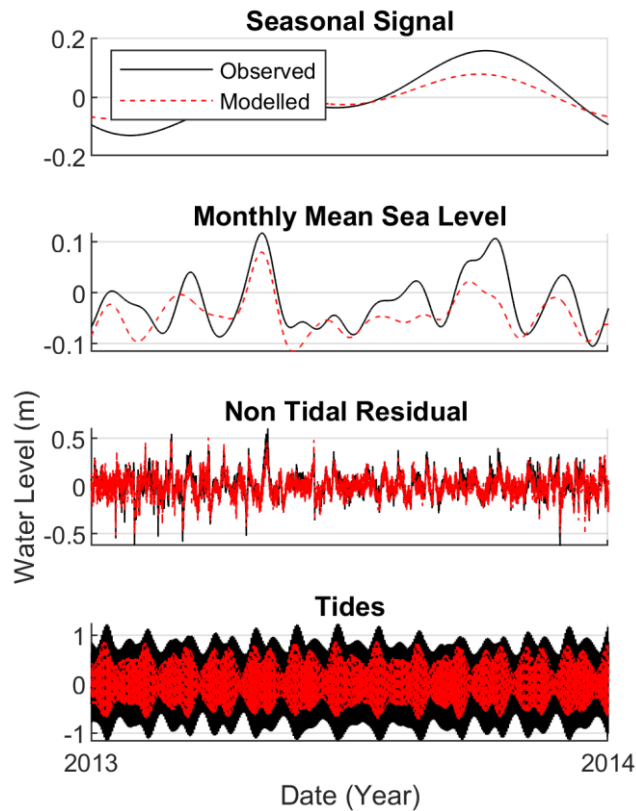 Seasonal Signal
0.2
0
-0.2
Observed
Modelled
Monthly Mean Sea Level
0.1
0
-0.1
Non Tidal Residual
0.5
0
-0.5
Water Level (m)
Tides
1
0
-1
2013
2014
Date (Year)